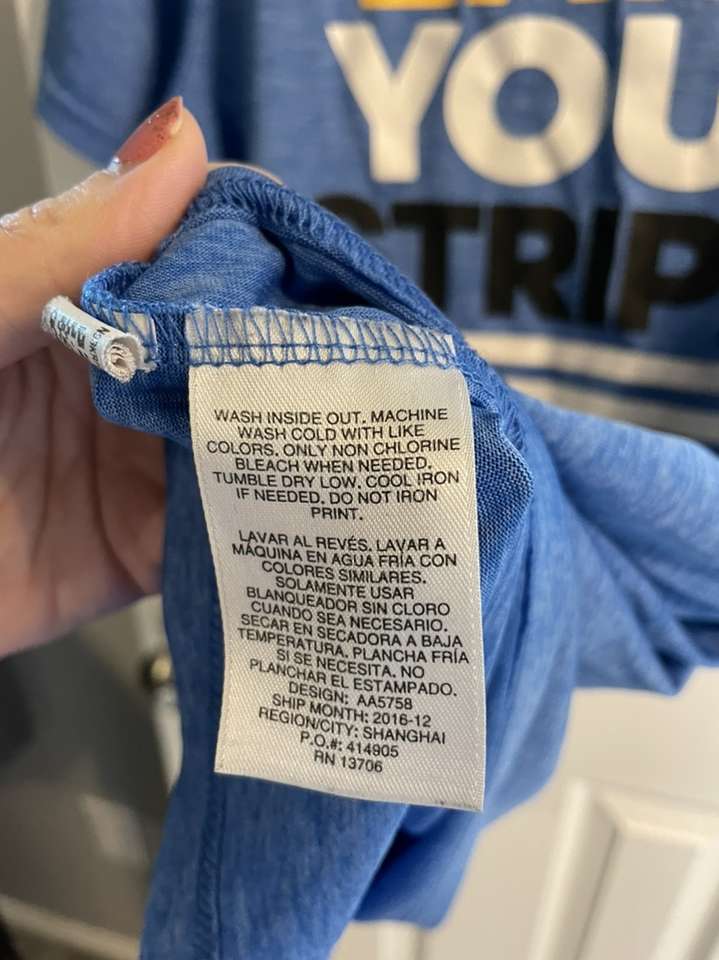 YOU
STRIP
WASH INSIDE OUT. MACHINE
WASH COLD WITH LIKE
COLORS. ONLY NON CHLORINE
BLEACH WHEN NEEDED.
TUMBLE DRY LOW. COOL IRON
IF NEEDED. DO NOT IRON
PRINT.
LAVAR AL REVÉS. LAVAR A
MÁQUINA EN AGUA FRÍA CON
COLORES SIMILARES.
SOLAMENTE USAR
BLANQUEADOR SIN CLORO
CUANDO SEA NECESARIO.
SECAR EN SECADORA A BAJA
TEMPERATURA. PLANCHA FRÍA
SI SE NECESITA. NO
PLANCHAR EL ESTAMPADO.
DESIGN: AA5758
SHIP MONTH: 2016-12
REGION/CITY: SHANGHAI
P.O.#: 414905
RN 13706